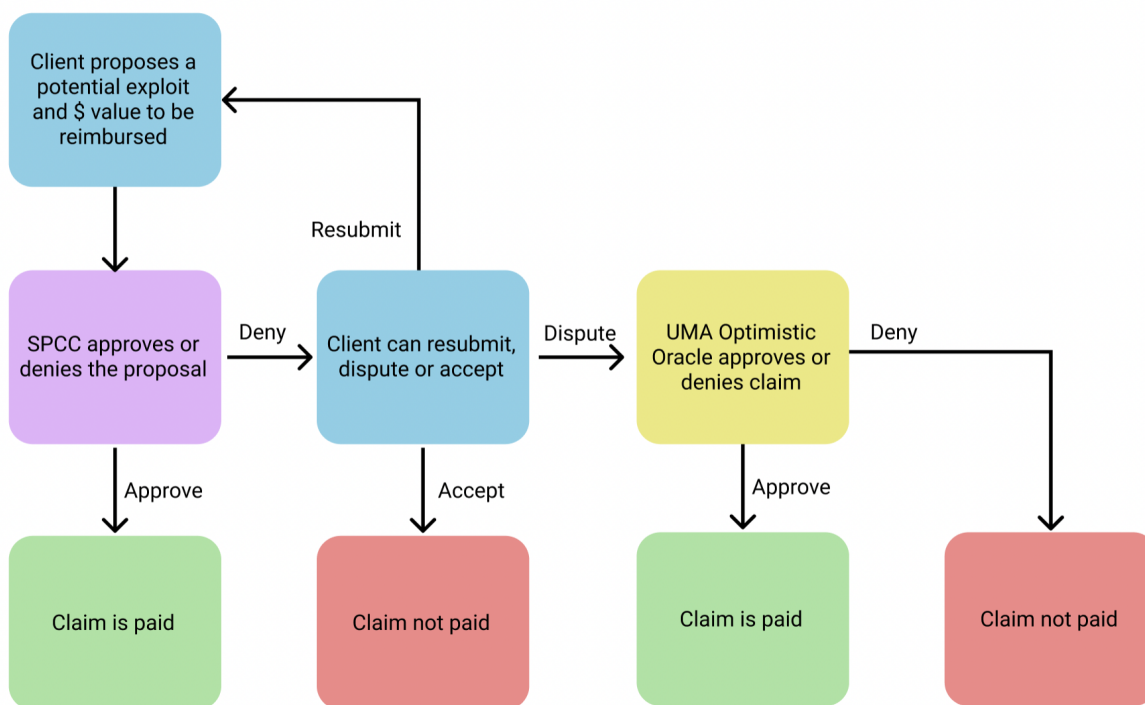 Client proposes a
potential exploit
and $ value to be
reimbursed
Resubmit
SPCC approves or
denies the proposal
Deny
Client can resubmit,
dispute or accept
Dispute
UMA Optimistic
Oracle approves or
denies claim
Deny
Approve
Accept
Approve
Claim is paid
Claim not paid
Claim is paid
Claim not paid